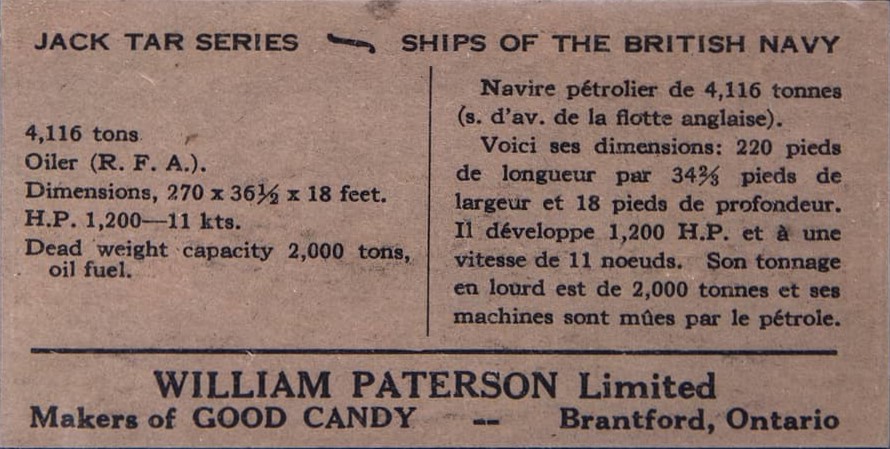 JACK TAR SERIES SHIPS OF THE BRITISH NAVY
4,116 tons
Oiler (R. F. A.).
Dimensions, 270 x 36½ x 18 feet.
H.P. 1,200—11 kts.
Dead weight capacity 2,000 tons,
oil fuel.
Navire pétrolier de 4,116 tonnes
(s. d'av. de la flotte anglaise).
Voici ses dimensions: 220 pieds
de longueur par 34⅔ pieds de
largeur et 18 pieds de profondeur.
Il développe 1,200 H.P. et à une
vitesse de 11 noeuds. Son tonnage
en lourd est de 2,000 tonnes et ses
machines sont mûes par le pétrole.
WILLIAM PATERSON Limited
Makers of GOOD CANDY -- Brantford, Ontario